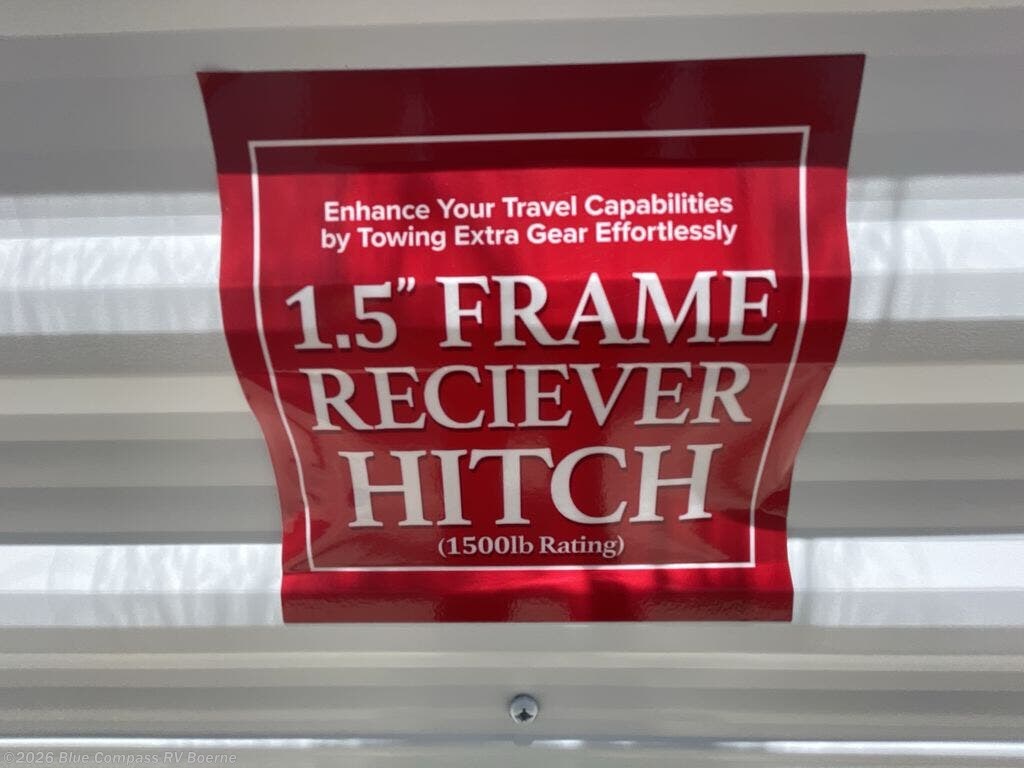 Enhance Your Travel Capabilities
by Towing Extra Gear Effortlessly
1.5" FRAME
RECIEVER
HITCH
(1500lb Rating)
©2026 Blue Compass RV Boerne